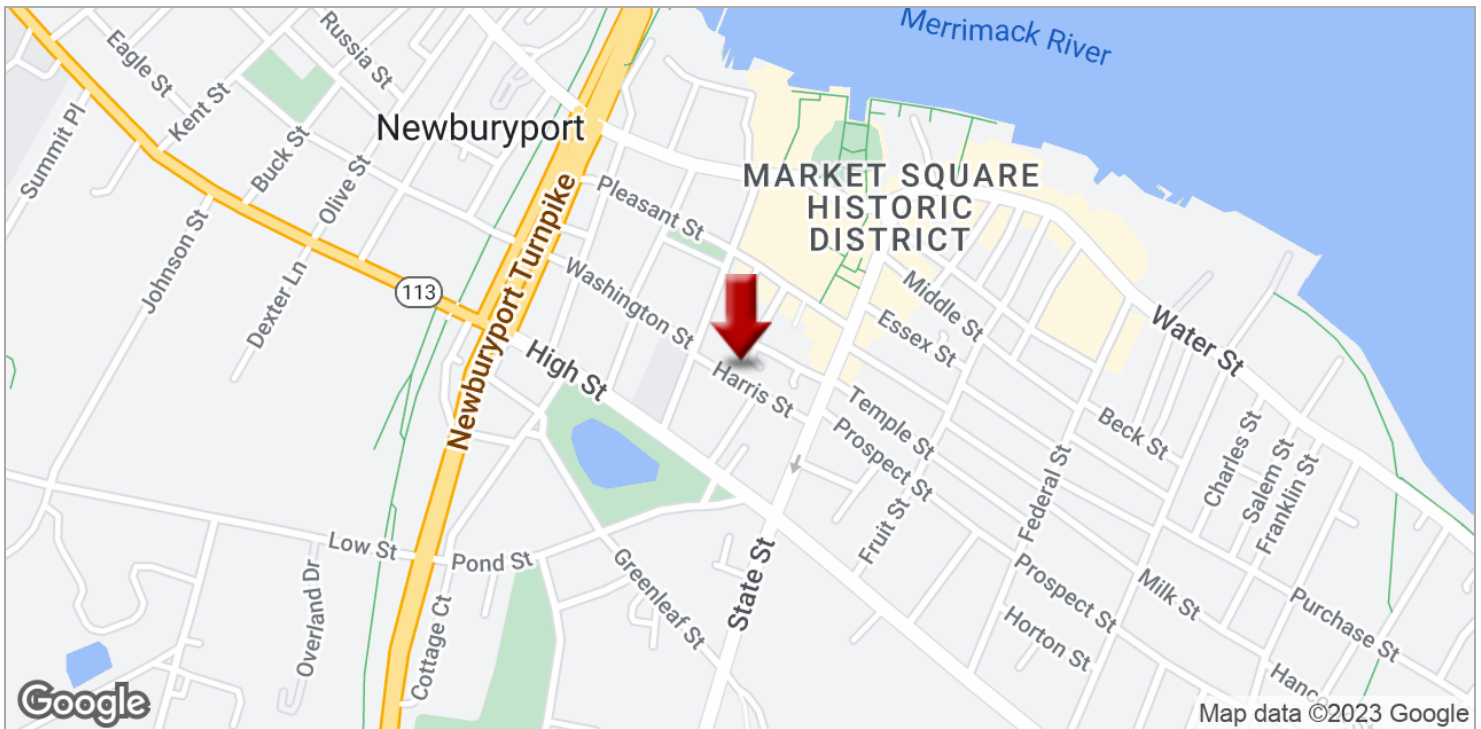 Merrimack River
Eagle St
Russia St
Kent St
Summit Pl
Newburyport
Buck St
Olive St
MARKET SQUARE
HISTORIC
DISTRICT
Pleasant St
Johnson St
Dexter Ln
113
Newburyport Turnpike
Washington St
Middle St
Essex St
Water St
High St
Harris St
Temple St
Beck St
Prospect St
Charles St
Salem St
Franklin St
Federal St
Fruit St
Low St
Pond St
Overland Dr
Cottage Ct
Greenleaf St
State St
Prospect St
Milk St
Horton St
Purchase St
Google
Map data ©2023 Google